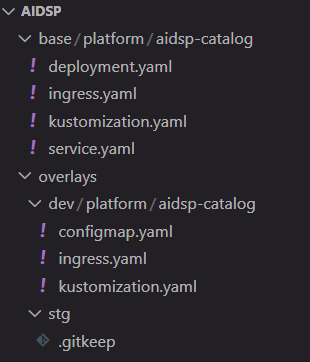 AIDSP
base / platform / aidsp-catalog
! deployment.yaml
! ingress.yaml
! kustomization.yaml
! service.yaml
overlays
dev / platform / aidsp-catalog
! configmap.yaml
! ingress.yaml
! kustomization.yaml
stg
.gitkeep